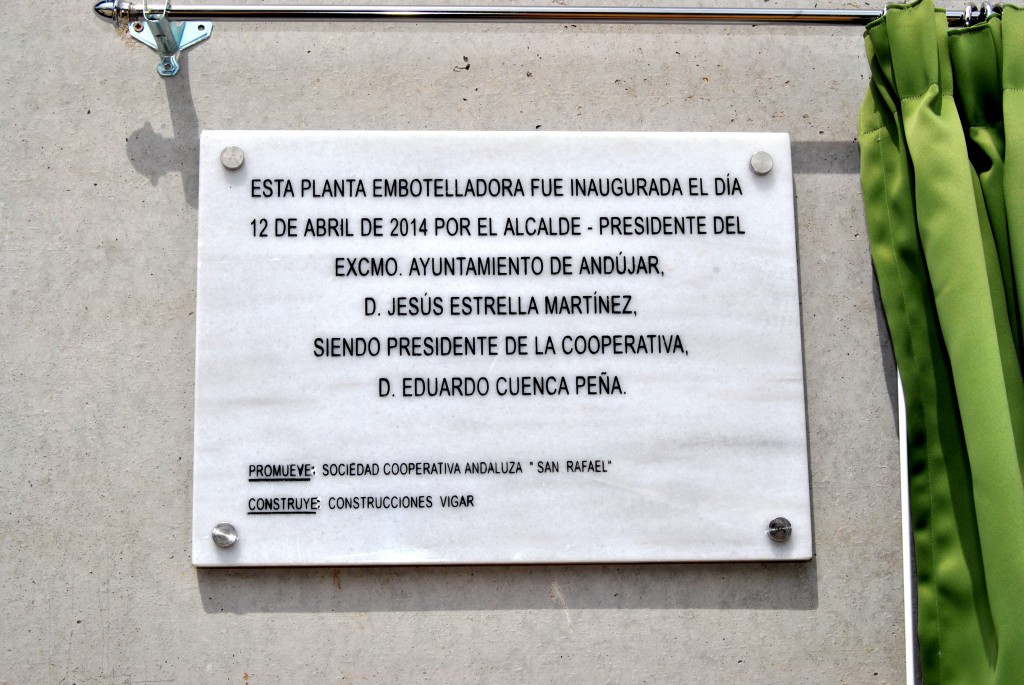 ESTA PLANTA EMBOTELLADORA FUE INAUGURADA EL DÍA
12 DE ABRIL DE 2014 POR EL ALCALDE - PRESIDENTE DEL
EXCMO. AYUNTAMIENTO DE ANDÚJAR,
D. JESÚS ESTRELLA MARTÍNEZ,
SIENDO PRESIDENTE DE LA COOPERATIVA,
D. EDUARDO CUENCA PEÑA.
PROMUEVE: SOCIEDAD COOPERATIVA ANDALUZA "SAN RAFAEL"
CONSTRUYE: CONSTRUCCIONES VIGAR